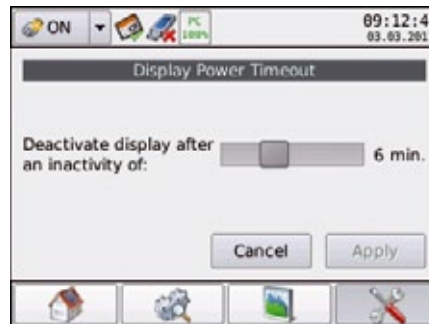 ON
PC
100%
09:12:4
03.03.201
Display Power Timeout
Deactivate display after
an inactivity of:
6 min.
Cancel
Apply